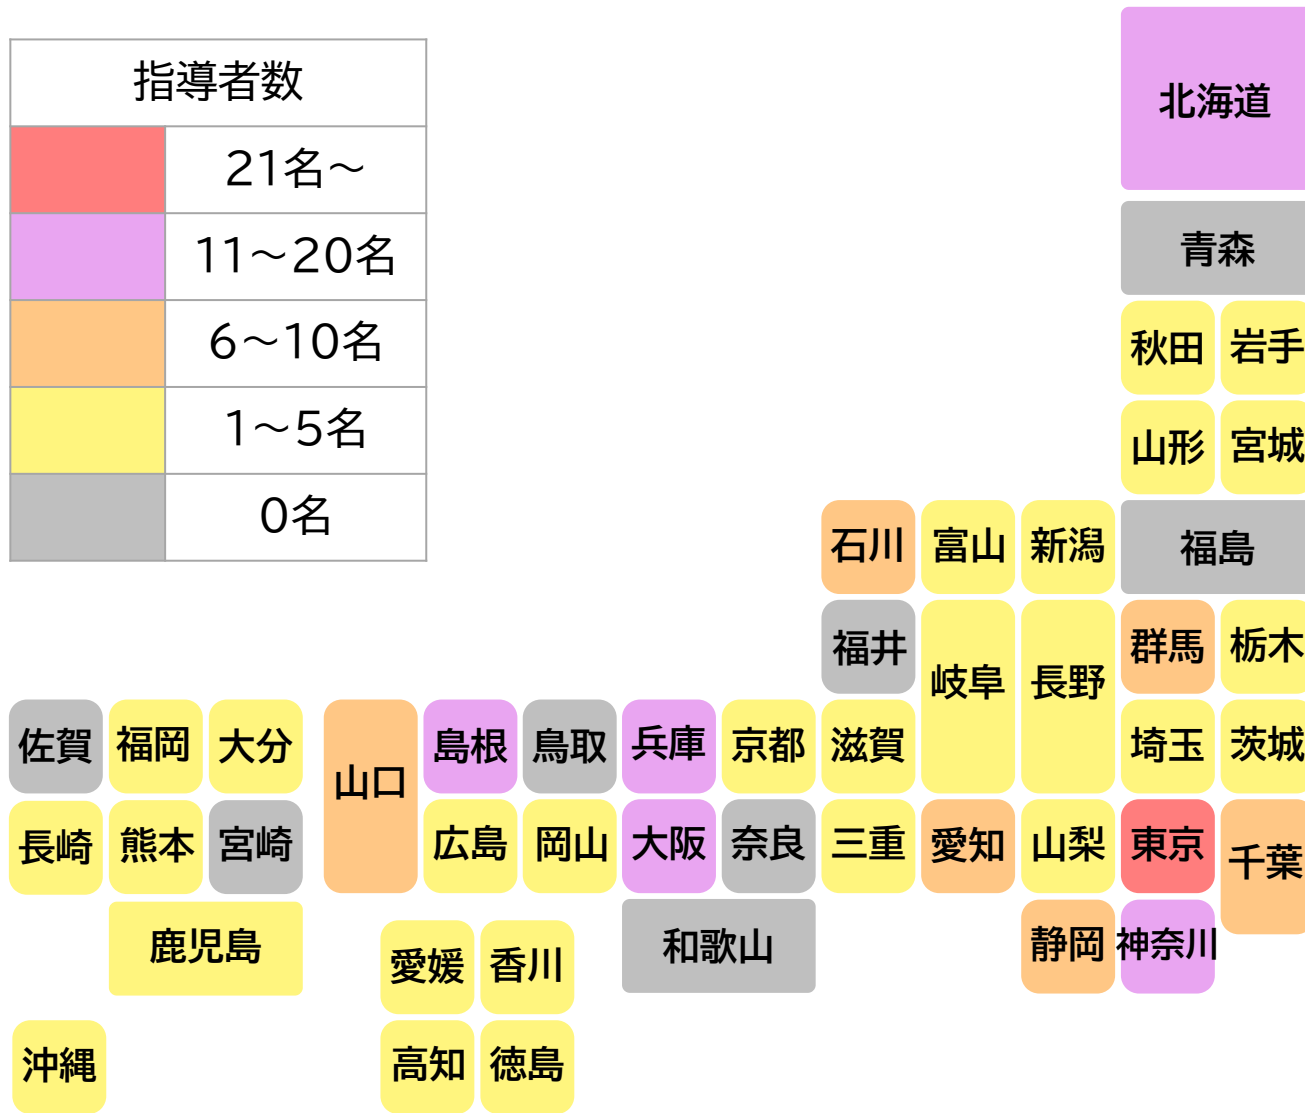 指導者数
21名～
11～20名
6～10名
1～5名
0名
北海道
青森
秋田 岩手
山形 宮城
石川 富山 新潟 福島
福井 岐阜 長野 群馬 栃木
佐賀 福岡 大分 山口 島根 鳥取 兵庫 京都 滋賀 埼玉 茨城
長崎 熊本 宮崎 広島 岡山 大阪 奈良 三重 愛知 山梨 東京 千葉
鹿児島 愛媛 香川 和歌山 静岡 神奈川
沖縄 高知 徳島